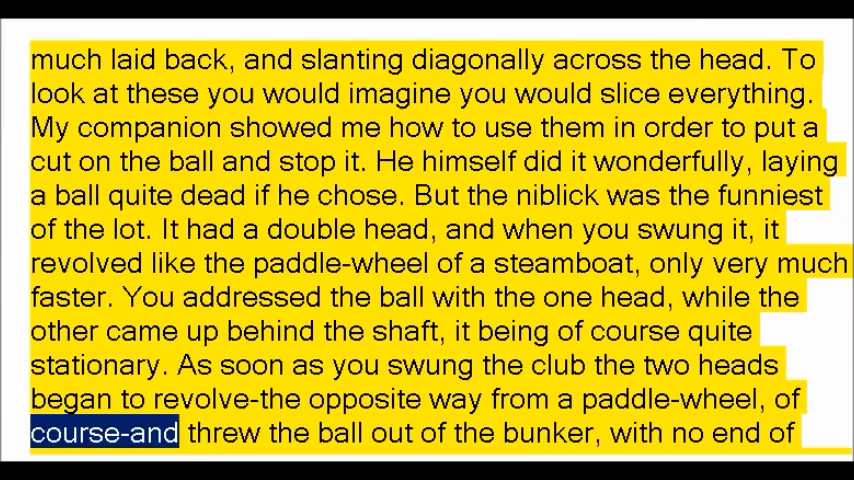 much laid back, and slanting diagonally across the head. To
look at these you would imagine you would slice everything.
My companion showed me how to use them in order to put a
cut on the ball and stop it. He himself did it wonderfully, laying
a ball quite dead if he chose. But the niblick was the funniest
of the lot. It had a double head, and when you swung it, it
revolved like the paddle-wheel of a steamboat, only very much
faster. You addressed the ball with the one head, while the
other came up behind the shaft, it being of course quite
stationary. As soon as you swung the club the two heads
began to revolve-the opposite way from a paddle-wheel, of
course-and threw the ball out of the bunker, with no end of